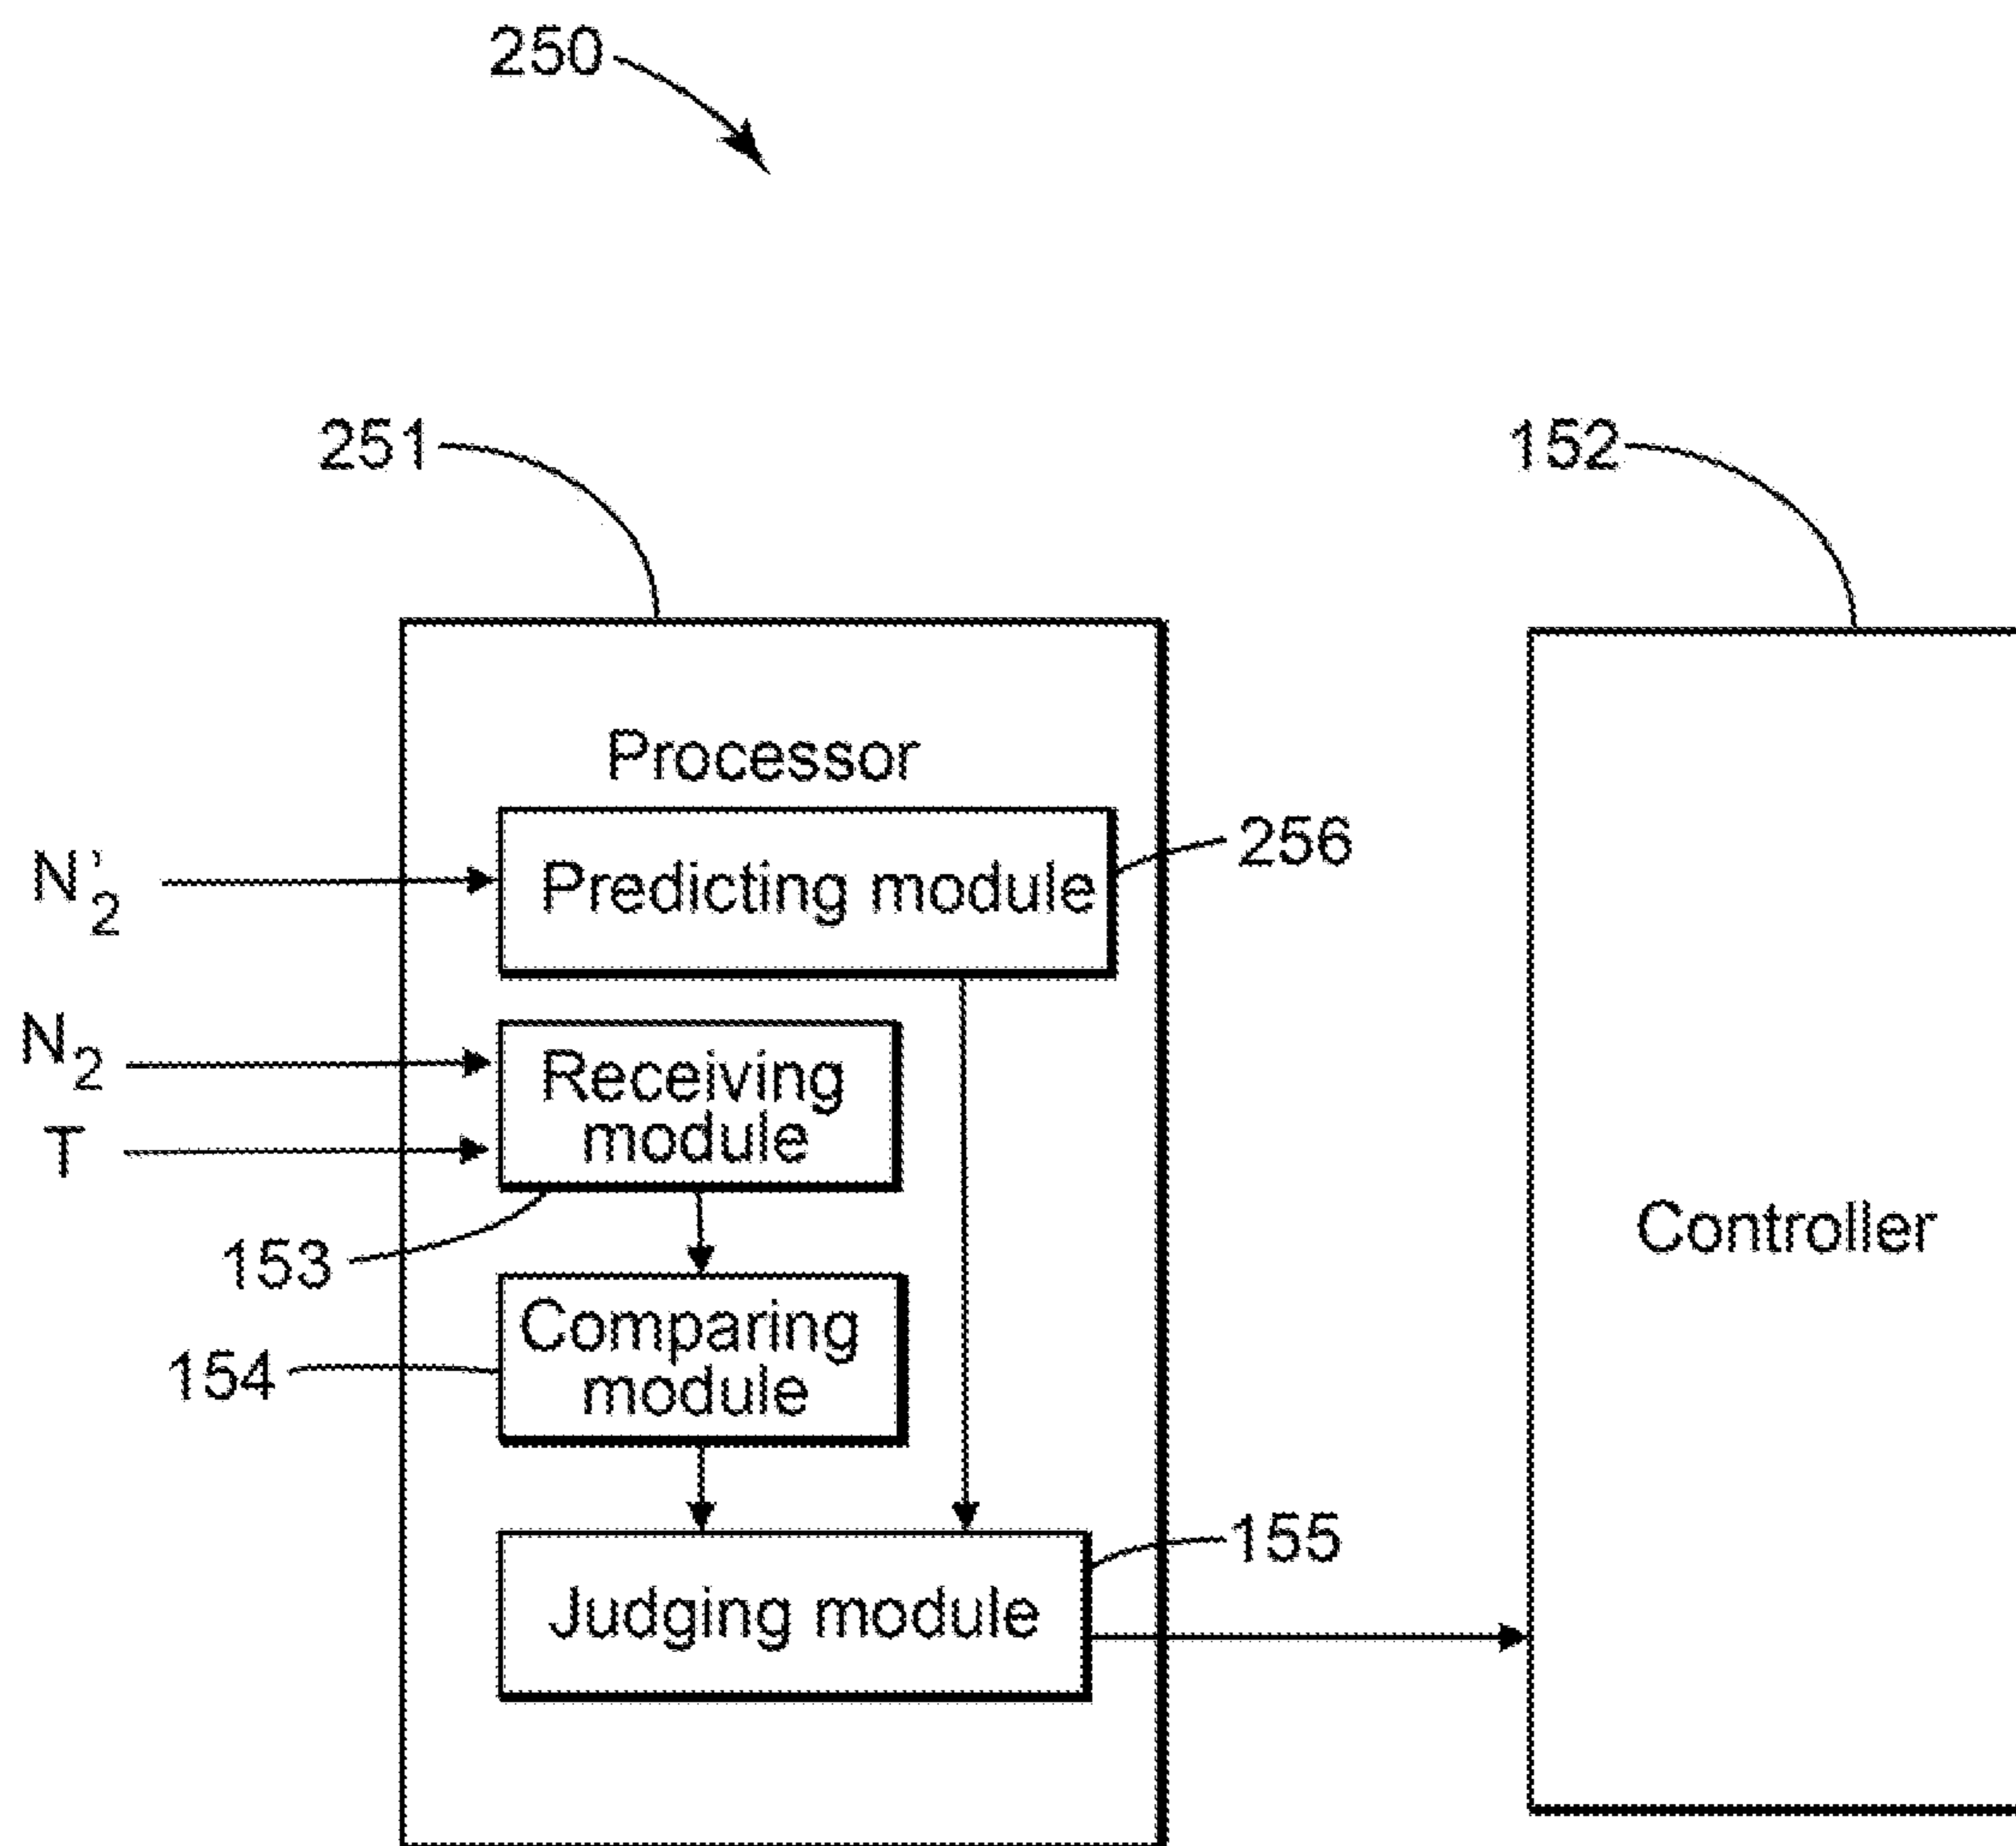 250
251
152
Processor
N'2
Predicting module
256
N2
Receiving
module
T
153
Controller
Comparing
module
154
155
Judging module